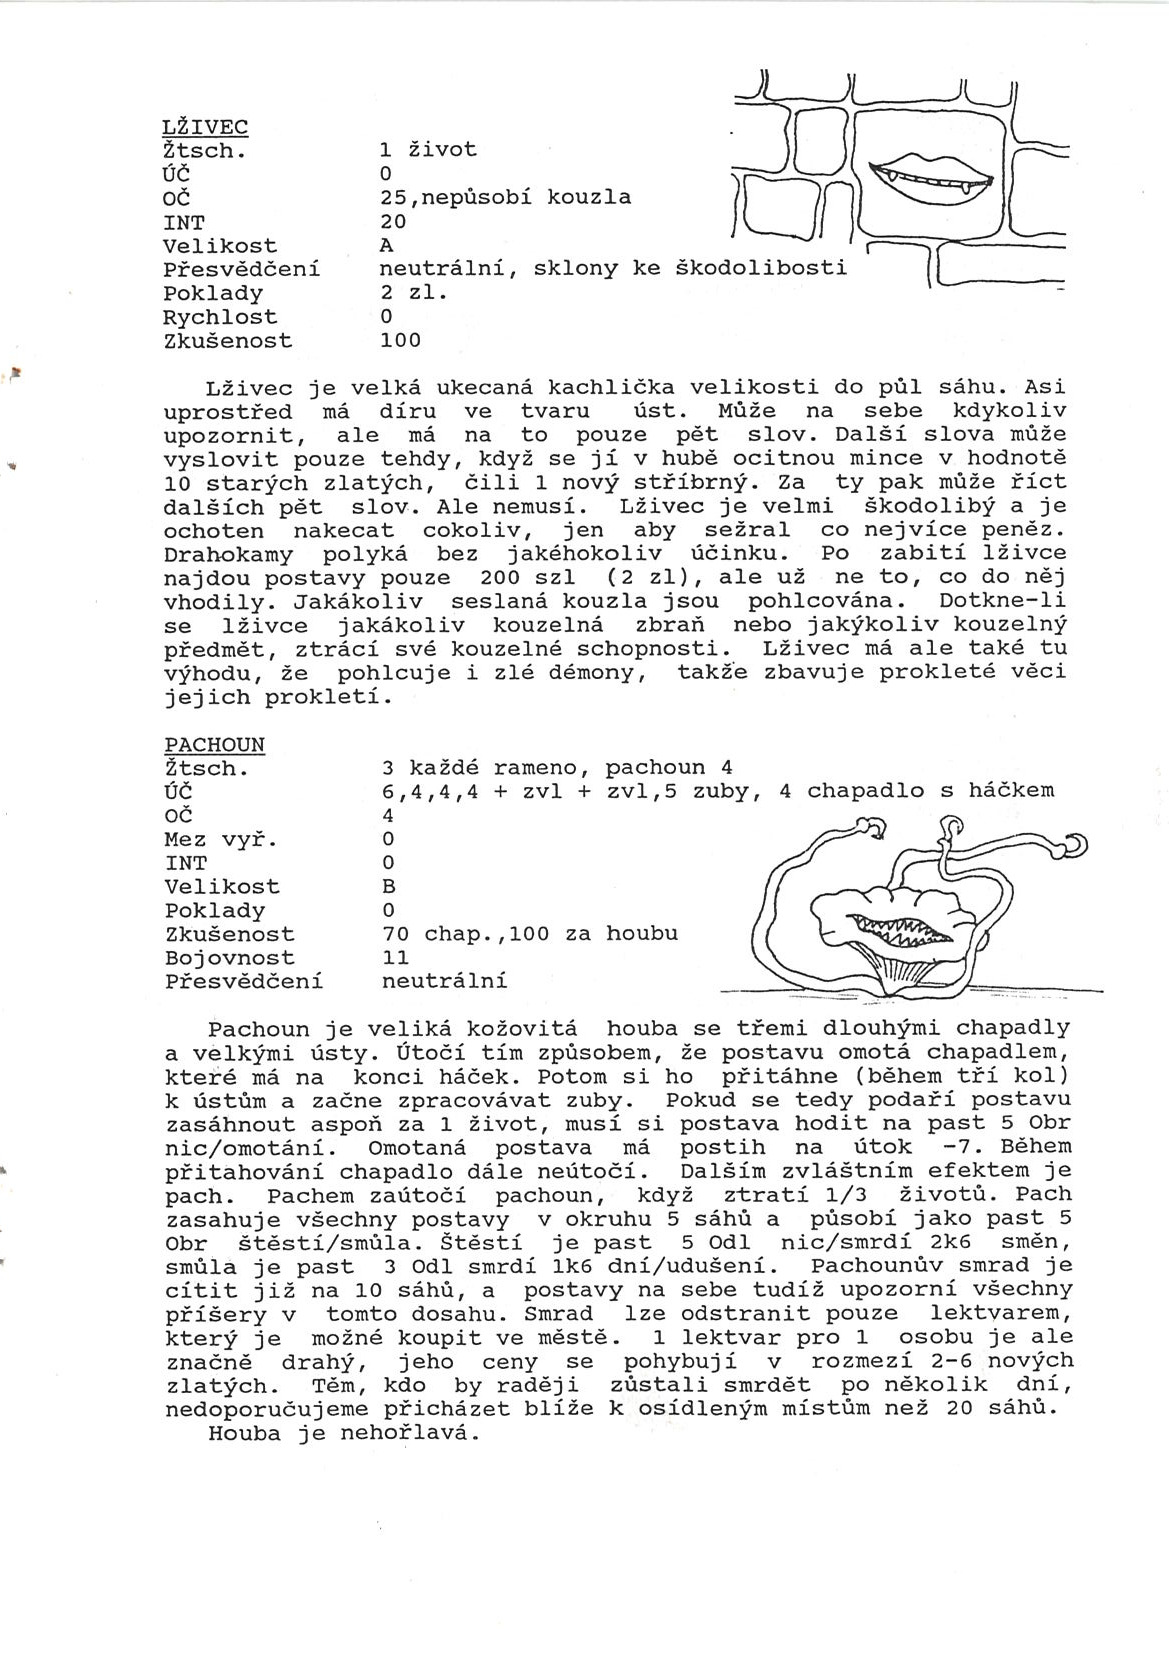 LŽIVEC
Žtsch. 1 život
ÚČ 0
OČ 25,nepůsobí kouzla
INT 20
Velikost A
Přesvědčení neutrální, sklony ke škodolibosti
Poklady 2 zl.
Rychlost 0
Zkušenost 100
Lživec je velká ukecaná kachlička velikosti do půl sáhu. Asi
uprostřed má díru ve tvaru úst. Může na sebe kdykoliv
upozornit, ale má na to pouze pět slov. Další slova může
vyslovit pouze tehdy, když se jí v hubě ocitnou mince v hodnotě
10 starých zlatých, čili 1 nový stříbrný. Za ty pak může říct
dalších pět slov. Ale nemusí. Lživec je velmi škodolibý a je
ochoten nakecat cokoliv, jen aby sežral co nejvíce peněz.
Drahokamy polyká bez jakéhokoliv účinku. Po zabití lživce
najdou postavy pouze 200 szl (2 zl), ale už ne to, co do něj
vhodily. Jakákoliv seslaná kouzla jsou pohlcována. Dotkne-li
se lživce jakákoliv kouzelná zbraň nebo jakýkoliv kouzelný
předmět, ztrácí své kouzelné schopnosti. Lživec má ale také tu
výhodu, že pohlcuje i zlé démony, takže zbavuje prokleté věci
jejich prokletí.
PACHOUN
Žtsch. 3 každé rameno, pachoun 4
ÚČ 6,4,4,4 + zvl + zvl,5 zuby, 4 chapadlo s háčkem
OČ 4
Mez vyř. 0
INT 0
Velikost B
Poklady 0
Zkušenost 70 chap.,100 za houbu
Bojovnost 11
Přesvědčení neutrální
Pachoun je veliká kožovitá houba se třemi dlouhými chapadly
a velkými ústy. Útočí tím způsobem, že postavu omotá chapadlem,
které má na konci háček. Potom si ho přitáhne (během tří kol)
k ústům a začne zpracovávat zuby. Pokud se tedy podaří postavu
zasáhnout aspoň za 1 život, musí si postava hodit na past 5 Obr
nic/omotání. Omotaná postava má postih na útok -7. Během
přitahování chapadlo dále neútočí. Dalším zvláštním efektem je
pach. Pachem zaútočí pachoun, když ztratí 1/3 životů. Pach
zasahuje všechny postavy v okruhu 5 sáhů a působí jako past 5
Obr štěstí/smůla. Štěstí je past 5 Odl nic/smrdí 2k6 směn,
smůla je past 3 Odl smrdí 1k6 dní/udušení. Pachounův smrad je
cítit již na 10 sáhů, a postavy na sebe tudíž upozorní všechny
příšery v tomto dosahu. Smrad lze odstranit pouze lektvarem,
který je možné koupit ve městě. 1 lektvar pro 1 osobu je ale
značně drahý, jeho ceny se pohybují v rozmezí 2-6 nových
zlatých. Těm, kdo by raději zůstali smrdět po několik dní,
nedoporučujeme přicházet blíže k osídleným místům než 20 sáhů.
Houba je nehořlavá.